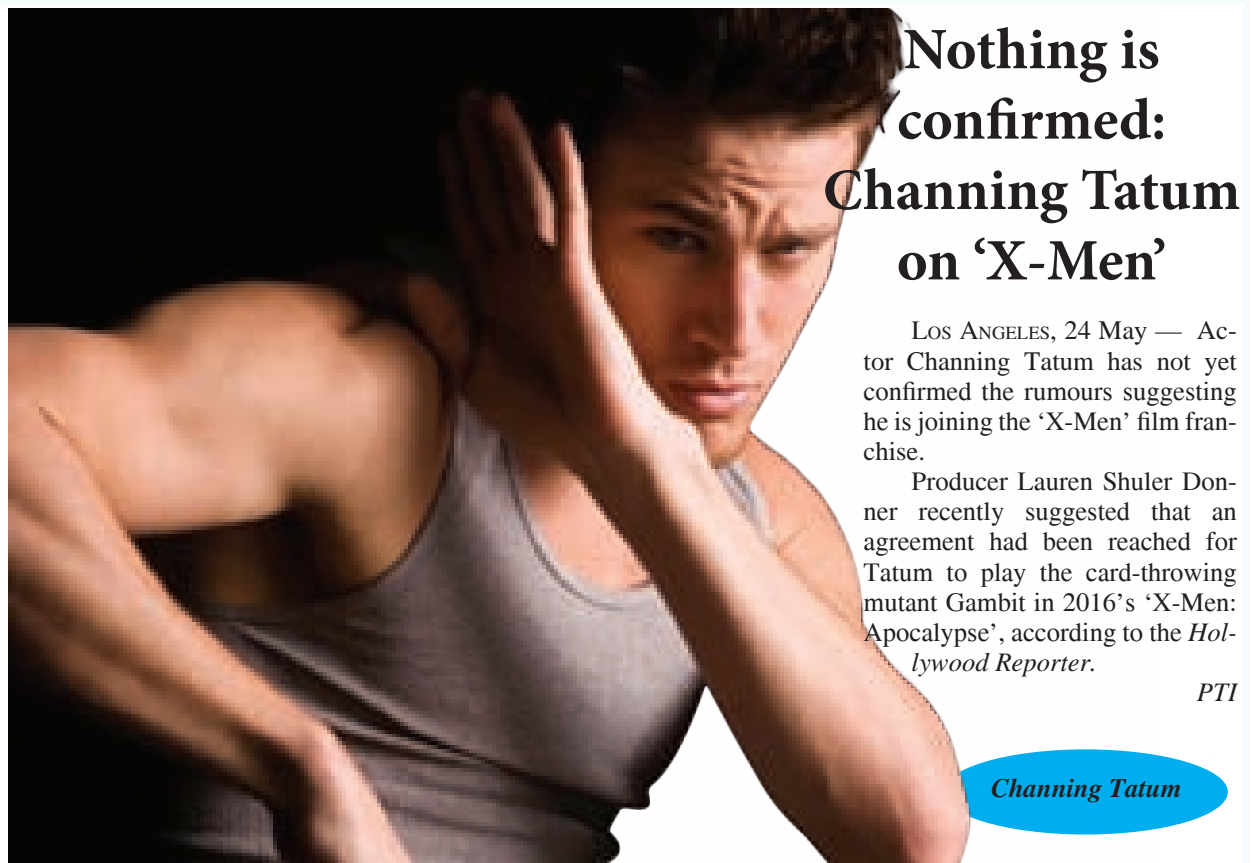 Nothing is
confirmed:
Channing Tatum
on ‘X-Men’
Los Angeles, 24 May — Ac-
tor Channing Tatum has not yet
confirmed the rumours suggesting
he is joining the ‘X-Men’ film fran-
chise.
Producer Lauren Shuler Don-
ner recently suggested that an
agreement had been reached for
Tatum to play the card-throwing
mutant Gambit in 2016’s ‘X-Men:
Apocalypse’, according to the Hol-
lywood Reporter.
PTI
Channing Tatum